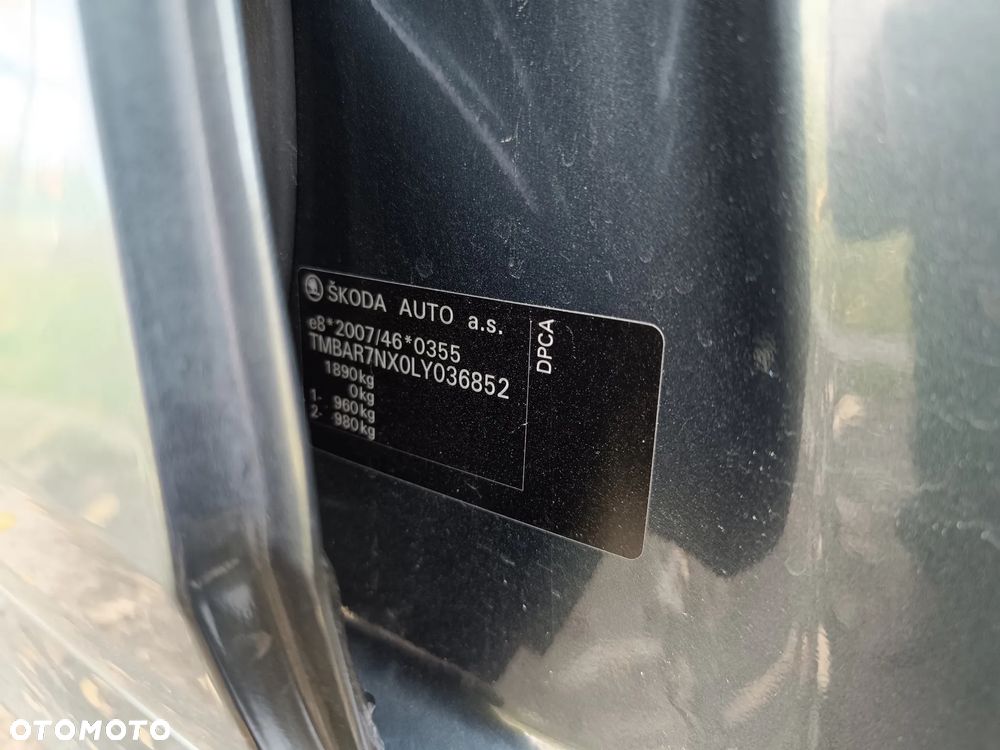 ŠKODA AUTO a.s.
e8*2007/46*0355
TMBAR7NX0LY036852
1890kg
0kg
1- 960kg
2- 980kg
DPCA
OTOMOTO